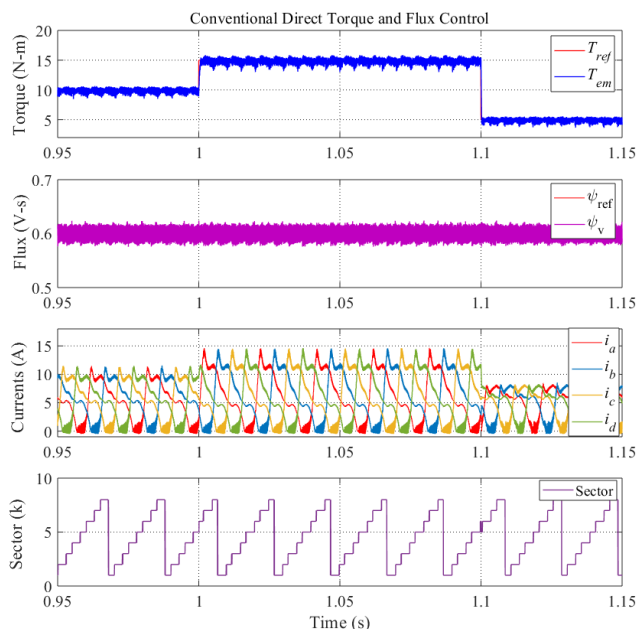 Conventional Direct Torque and Flux Control
Torque (N-m)
20
15
10
5
T_ref
T_em
0.95 1 1.05 1.1 1.15
Flux (V-s)
0.7
0.6
0.5
ψ_ref
ψ_v
0.95 1 1.05 1.1 1.15
Currents (A)
15
10
5
0
i_a
i_b
i_c
i_d
0.95 1 1.05 1.1 1.15
Sector (k)
10
5
0
Sector
0.95 1 1.05 1.1 1.15
Time (s)